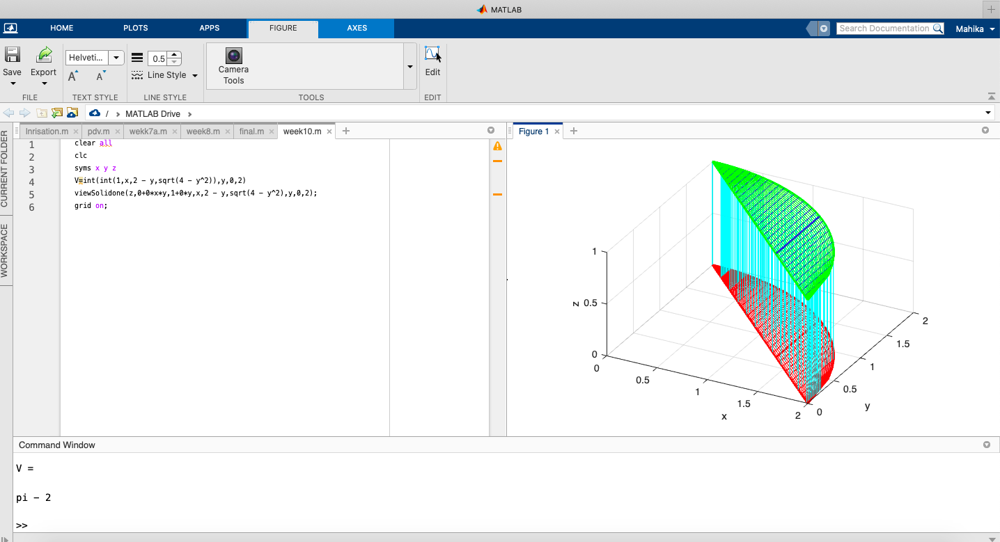 MATLAB
HOME PLOTS APPS FIGURE AXES Search Documentation Mahika
Helveti... 0.5
Save Export A A Line Style Camera Tools Edit
FILE TEXT STYLE LINE STYLE TOOLS EDIT
/ › MATLAB Drive ›
CURRENT FOLDER
WORKSPACE
Inrisation.m × pdv.m × wekk7a.m × week8.m × final.m × week10.m × +
1 clear all
2 clc
3 syms x y z
4 V=int(int(1,x,2 - y,sqrt(4 - y^2)),y,0,2)
5 viewSolidone(z,0+0*x*y,1+0*y,x,2 - y,sqrt(4 - y^2),y,0,2);
6 grid on;
Figure 1 × +
1
z 0.5
0
0
0.5
1
1.5
2
x
0
0.5
1
1.5
2
y
Command Window
V =
pi - 2
>>